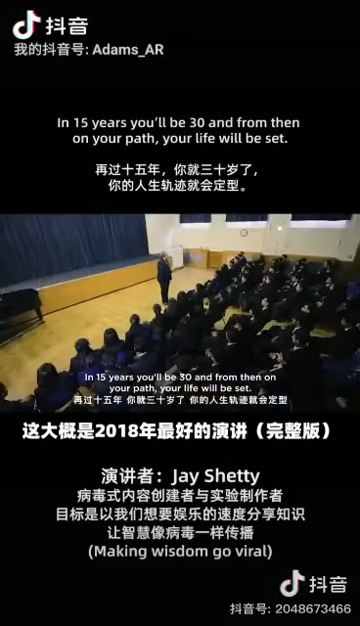 抖音
我的抖音号: Adams_AR
In 15 years you'll be 30 and from then
on your path, your life will be set.
再过十五年，你就三十岁了，
你的人生轨迹就会定型。
In 15 years you'll be 30 and from then on
your path, your life will be set.
再过十五年 你就三十岁了 你的人生轨迹就会定型
这大概是2018年最好的演讲（完整版）
演讲者：Jay Shetty
病毒式内容创建者与实验制作者
目标是以我们想要娱乐的速度分享知识
让智慧像病毒一样传播
(Making wisdom go viral)
抖音
抖音号: 2048673466